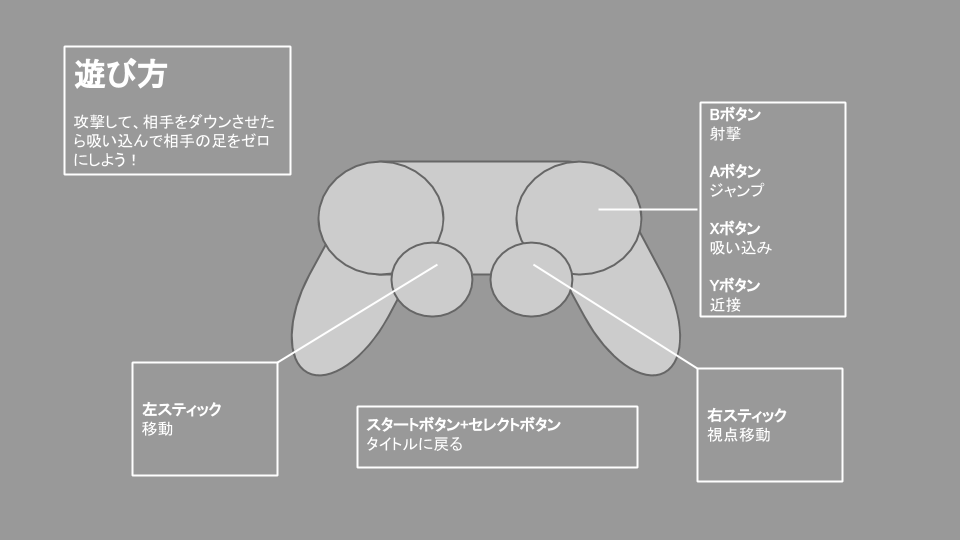 遊び方
攻撃して、相手をダウンさせた
ら吸い込んで相手の足をゼロ
にしよう！
Bボタン
射撃
Aボタン
ジャンプ
Xボタン
吸い込み
Yボタン
近接
左スティック
移動
スタートボタン+セレクトボタン
タイトルに戻る
右スティック
視点移動